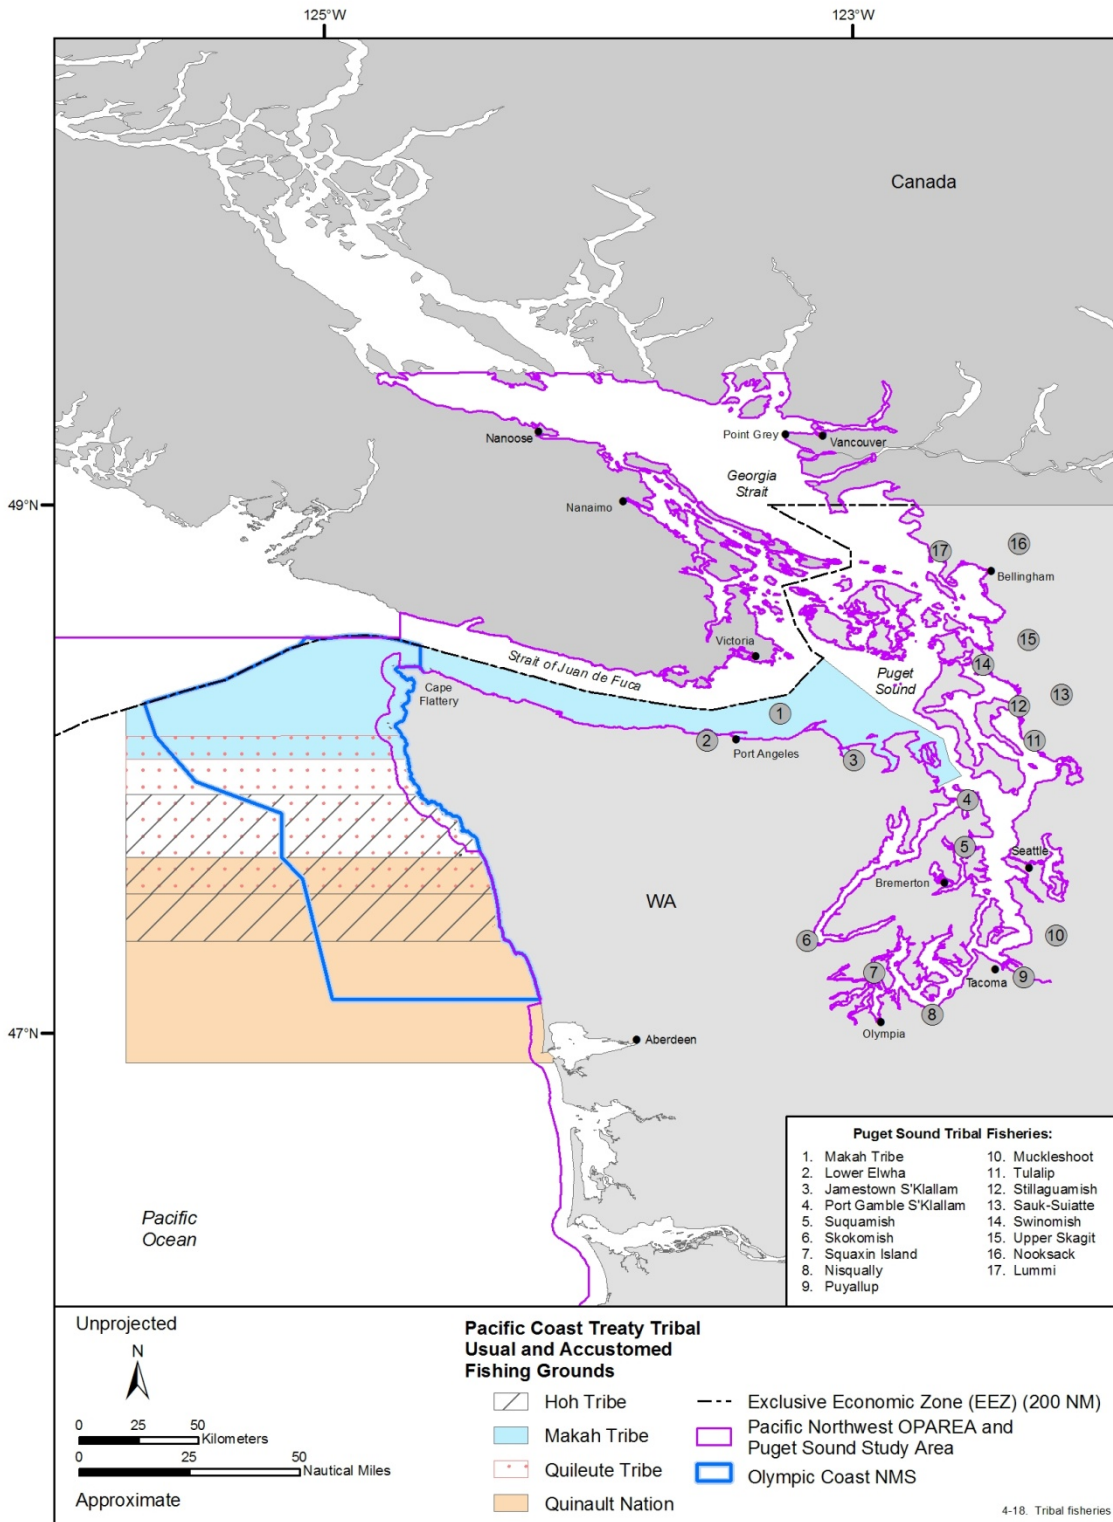 125°W
123°W
Canada
Nanoose
Point Grey
Vancouver
Georgia
Strait
49°N
Nanaimo
17
16
Bellingham
Victoria
15
14
Strait of Juan de Fuca
Puget
Sound
13
Cape
Flattery
12
1
2
11
Port Angeles
3
4
5
Seattle
Bremerton
WA
10
6
7
Tacoma
9
8
Olympia
47°N
Aberdeen
Pacific
Ocean
Puget Sound Tribal Fisheries:
1. Makah Tribe
2. Lower Elwha
3. Jamestown S'Klallam
4. Port Gamble S'Klallam
5. Suquamish
6. Skokomish
7. Squaxin Island
8. Nisqually
9. Puyallup
10. Muckleshoot
11. Tulalip
12. Stillaguamish
13. Sauk-Suiatte
14. Swinomish
15. Upper Skagit
16. Nooksack
17. Lummi
Unprojected
N
0 25 50
Kilometers
0 25 50
Nautical Miles
Approximate
Pacific Coast Treaty Tribal
Usual and Accustomed
Fishing Grounds
Hoh Tribe
Makah Tribe
Quileute Tribe
Quinault Nation
Exclusive Economic Zone (EEZ) (200 NM)
Pacific Northwest OPAREA and
Puget Sound Study Area
Olympic Coast NMS
4-18. Tribal fisheries